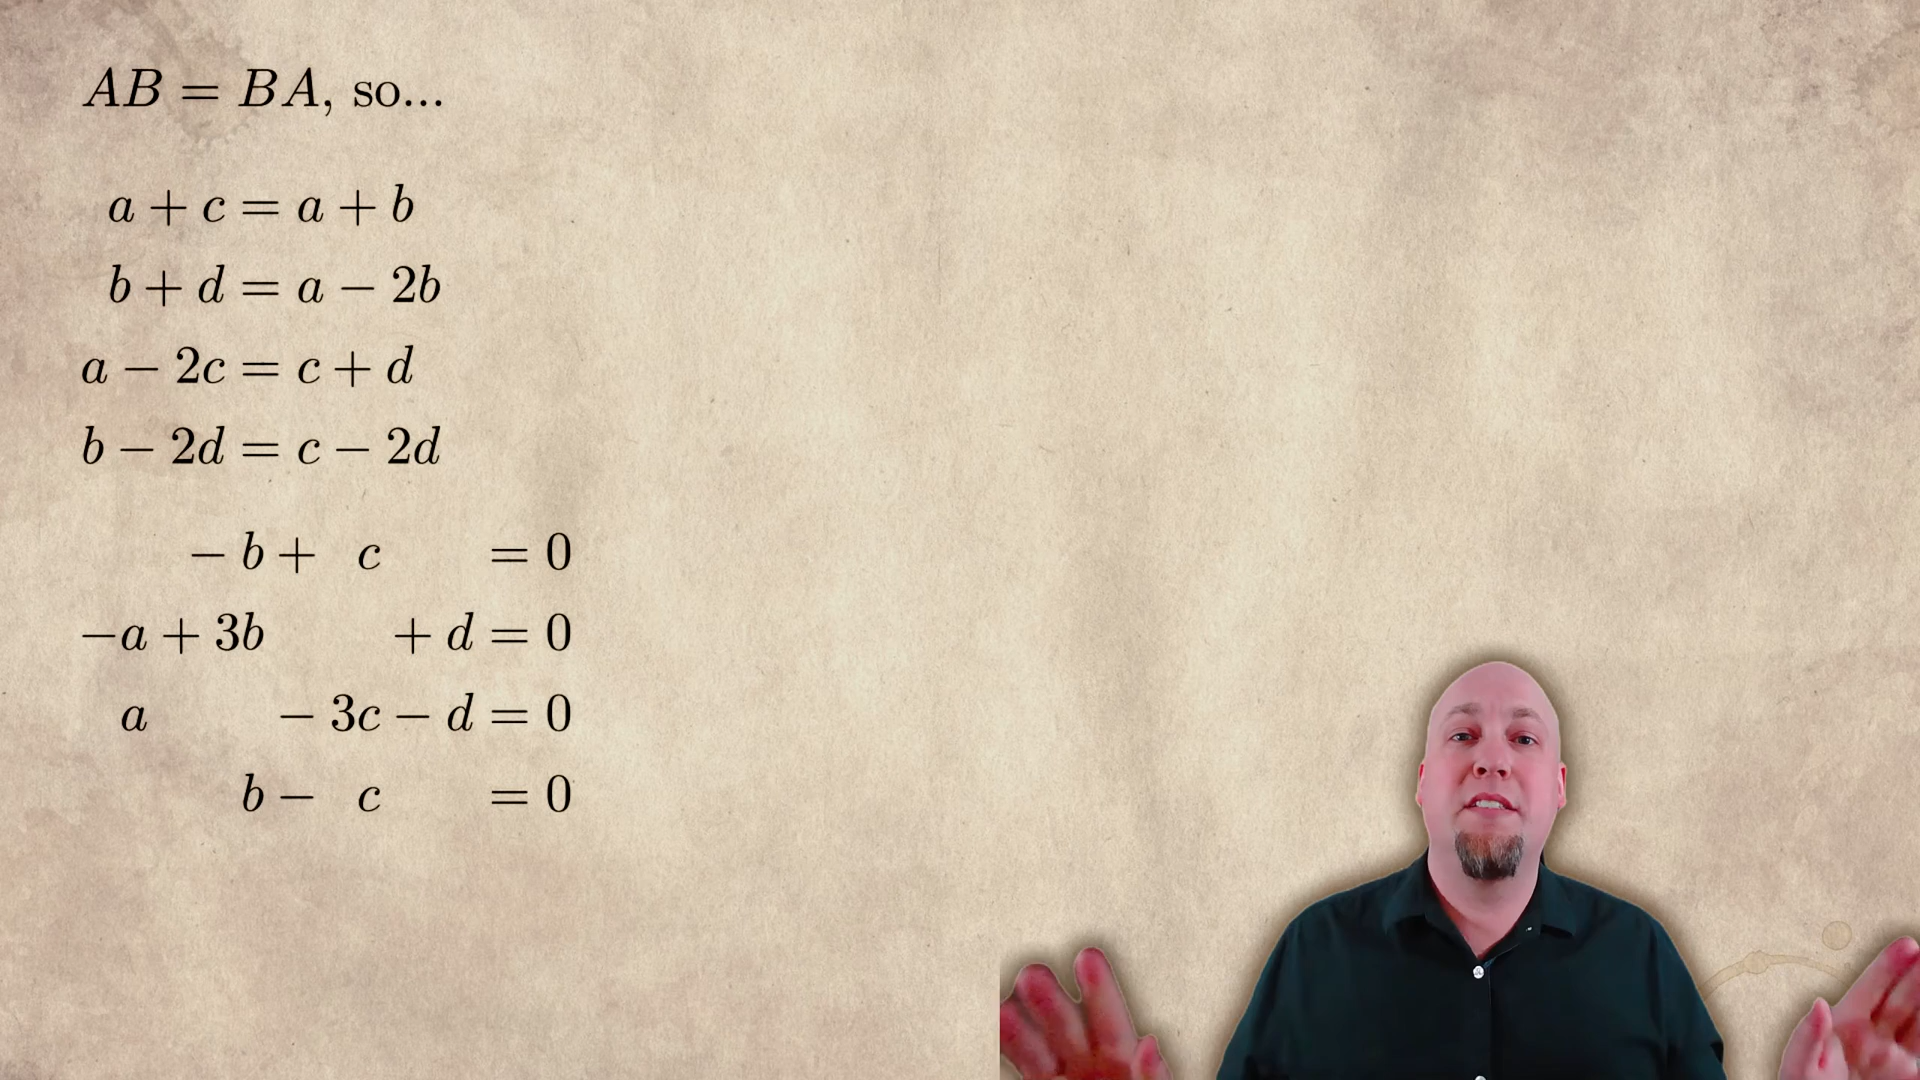 AB = BA, so...
a + c = a + b
b + d = a − 2b
a − 2c = c + d
b − 2d = c − 2d
− b + c = 0
−a + 3b + d = 0
a − 3c − d = 0
b − c = 0